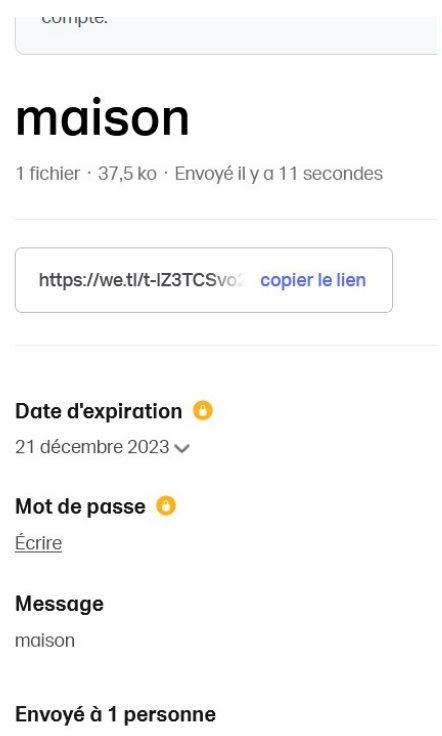 compte.
maison
1 fichier · 37,5 ko · Envoyé il y a 11 secondes
https://we.tl/t- copier le lien
Date d'expiration
21 décembre 2023
Mot de passe
Écrire
Message
maison
Envoyé à 1 personne